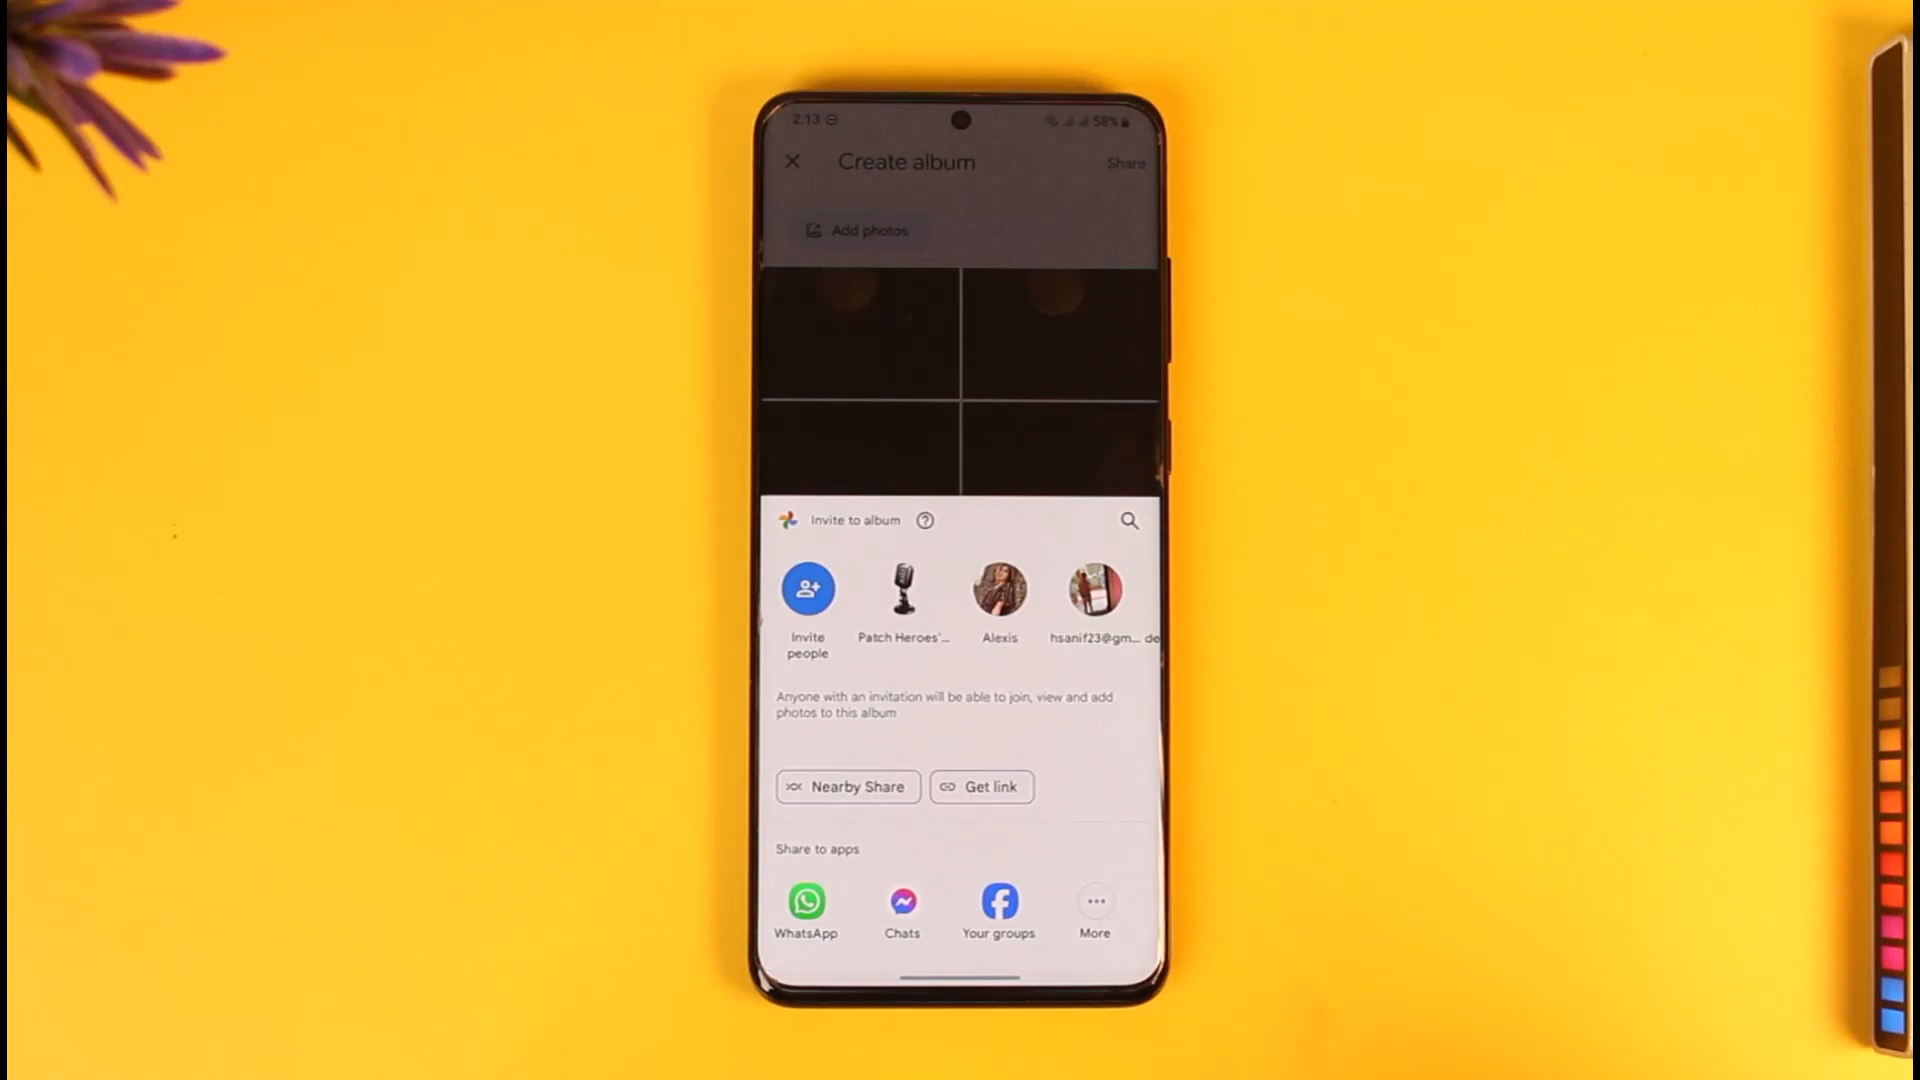 2:13 58%
Create album Share
Add photos
Invite to album
Invite people
Patch Heroes'...
Alexis
hsanif23@gm...
de
Anyone with an invitation will be able to join, view and add
photos to this album
Nearby Share Get link
Share to apps
WhatsApp Chats Your groups More